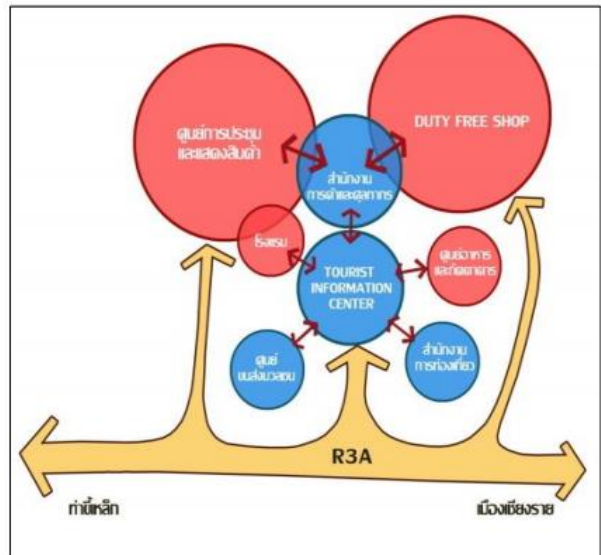 ศูนย์การประชุม
และแสดงสินค้า
DUTY FREE SHOP
สำนักงาน
การค้าและศุลกากร
โรงแรม
TOURIST
INFORMATION
CENTER
ศูนย์อาหาร
และภัตตาคาร
ศูนย์
ขนส่งมวลชน
สำนักงาน
การท่องเที่ยว
R3A
ท่าขี้เหล็ก
เมืองเชียงราย